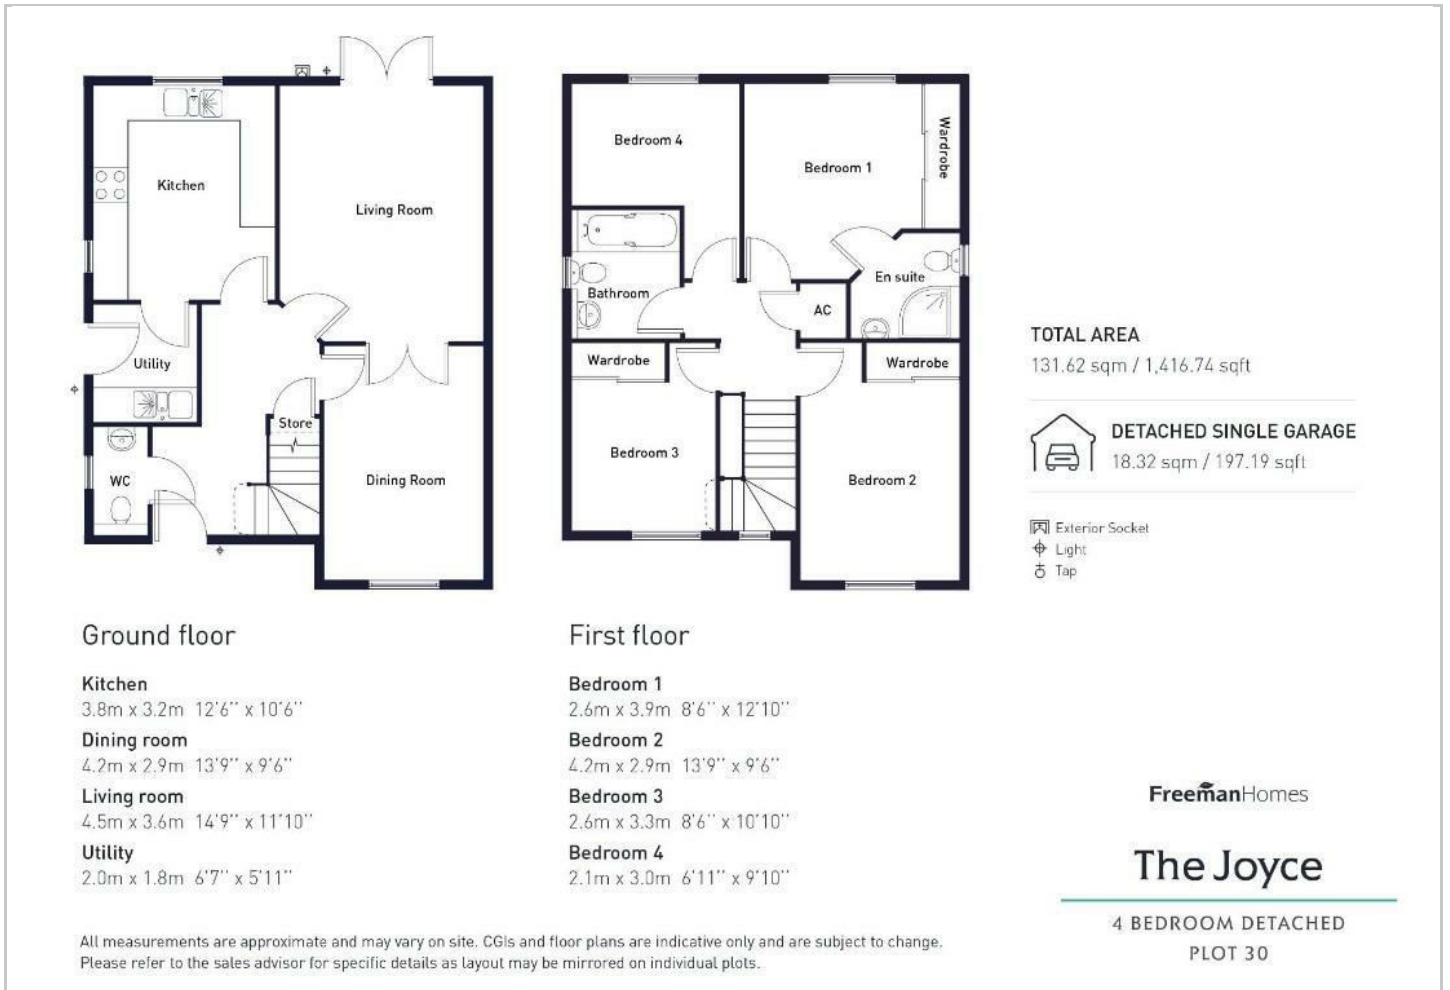 Kitchen
Living Room
Utility
Store
WC
Dining Room
Bedroom 4
Bedroom 1
Wardrobe
En suite
Bathroom
AC
Wardrobe
Wardrobe
Bedroom 3
Bedroom 2
TOTAL AREA
131.62 sqm / 1,416.74 sqft
DETACHED SINGLE GARAGE
18.32 sqm / 197.19 sqft
Exterior Socket
Light
Tap
Ground floor
Kitchen
3.8m x 3.2m 12'6'' x 10'6''
Dining room
4.2m x 2.9m 13'9'' x 9'6''
Living room
4.5m x 3.6m 14'9'' x 11'10''
Utility
2.0m x 1.8m 6'7'' x 5'11''
First floor
Bedroom 1
2.6m x 3.9m 8'6'' x 12'10''
Bedroom 2
4.2m x 2.9m 13'9'' x 9'6''
Bedroom 3
2.6m x 3.3m 8'6'' x 10'10''
Bedroom 4
2.1m x 3.0m 6'11'' x 9'10''
All measurements are approximate and may vary on site. CGIs and floor plans are indicative only and are subject to change.
Please refer to the sales advisor for specific details as layout may be mirrored on individual plots.
FreemanHomes
The Joyce
4 BEDROOM DETACHED
PLOT 30